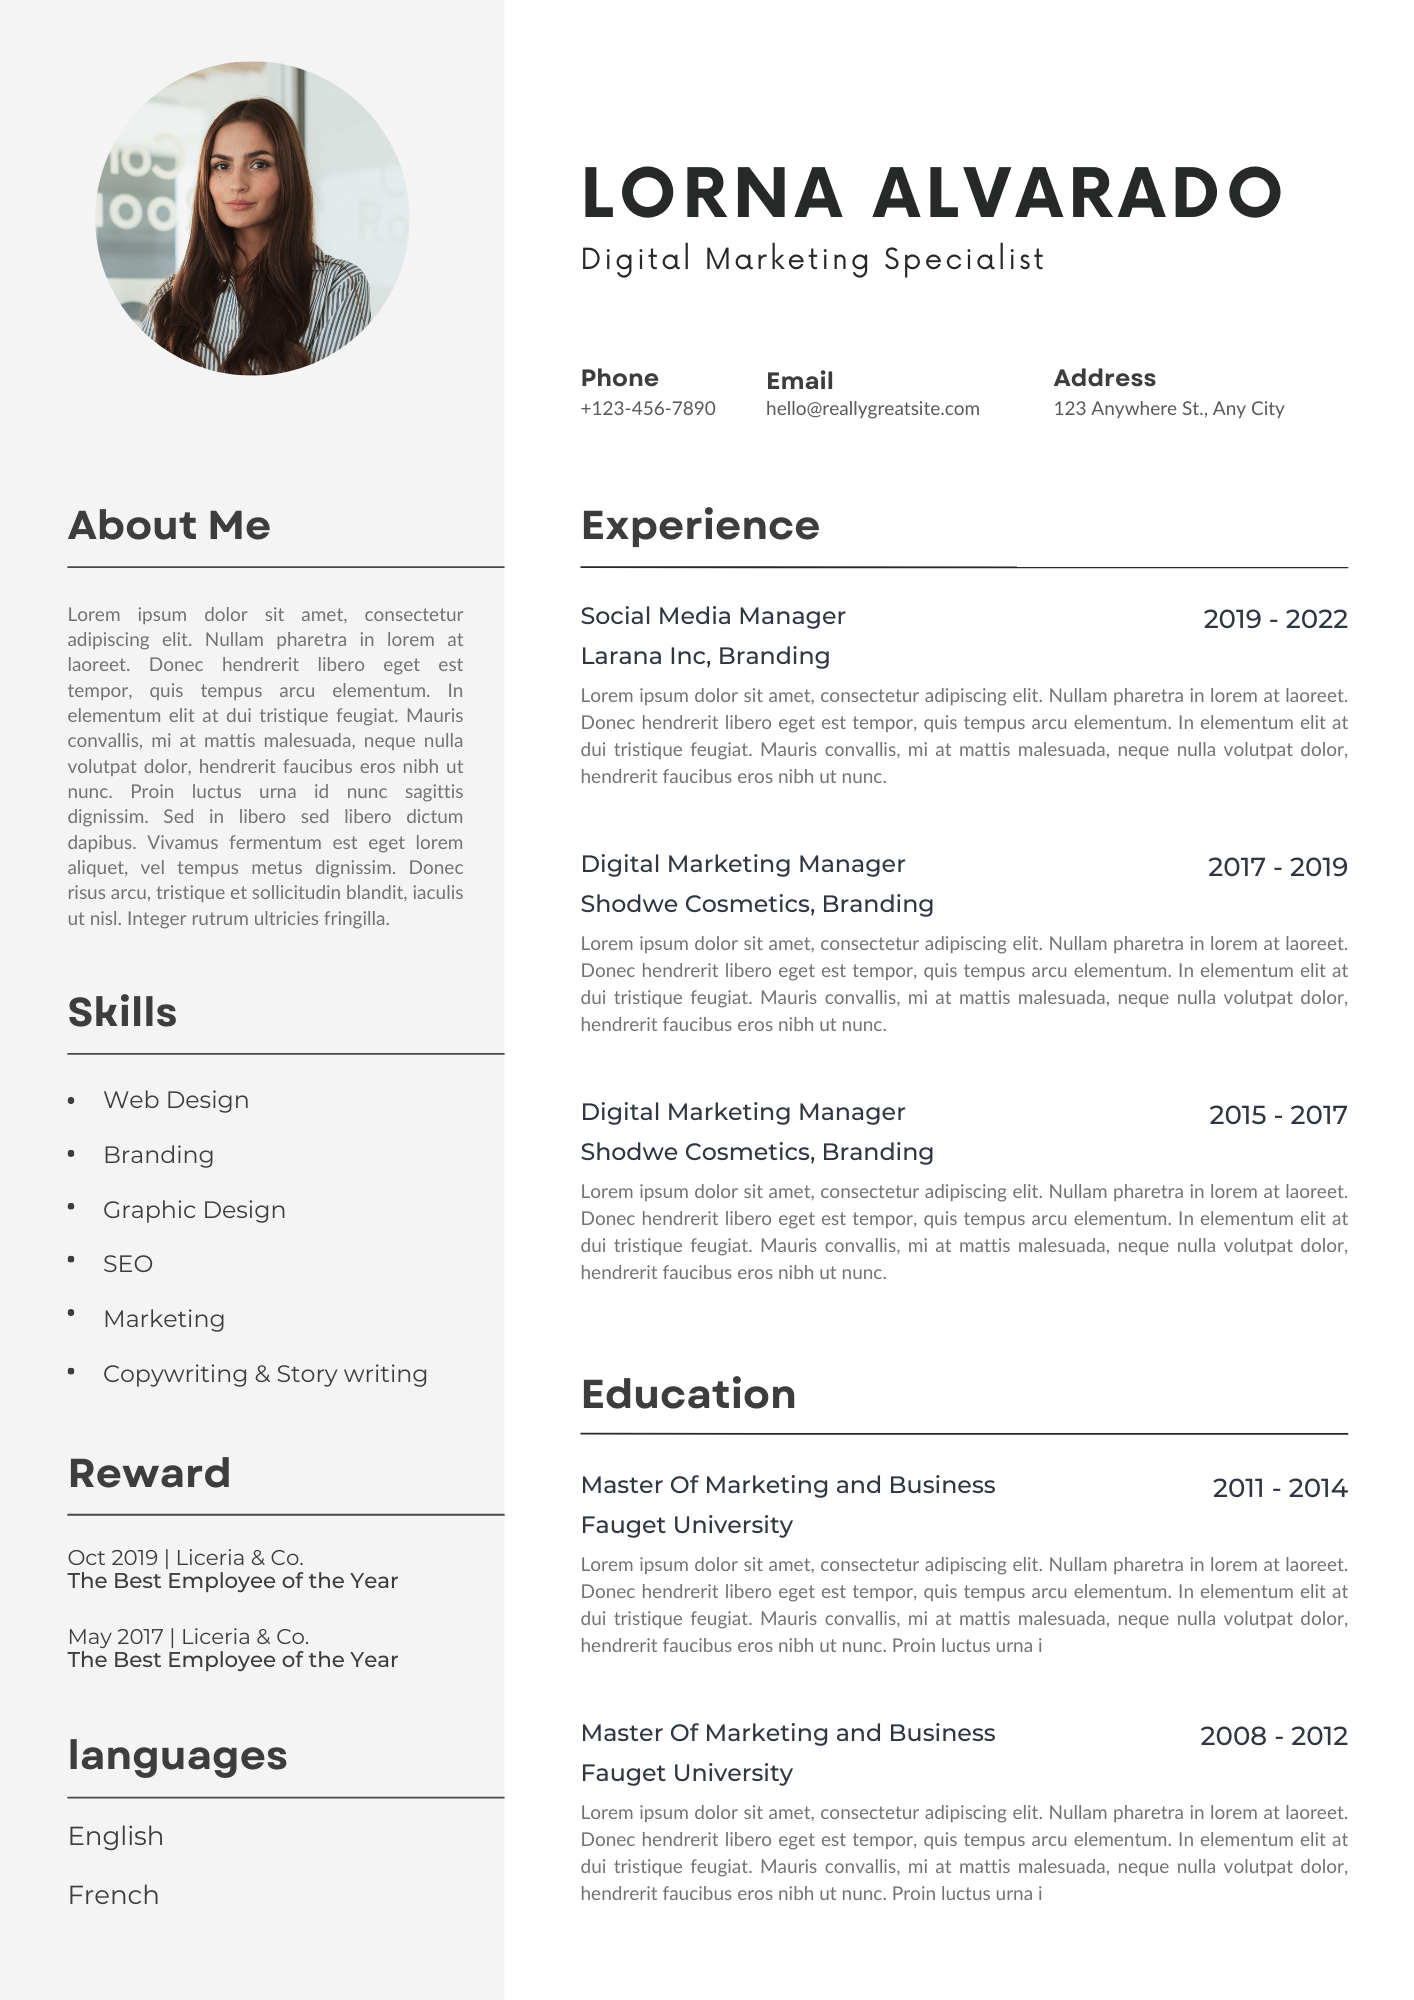 LORNA ALVARADO
Digital Marketing Specialist
Phone
+123-456-7890
Email
hello@reallygreatsite.com
Address
123 Anywhere St., Any City
About Me
Lorem ipsum dolor sit amet, consectetur
adipiscing elit. Nullam pharetra in lorem at
laoreet. Donec hendrerit libero eget est
tempor, quis tempus arcu elementum. In
elementum elit at dui tristique feugiat. Mauris
convallis, mi at mattis malesuada, neque nulla
volutpat dolor, hendrerit faucibus eros nibh ut
nunc. Proin luctus urna id nunc sagittis
dignissim. Sed in libero sed libero dictum
dapibus. Vivamus fermentum est eget lorem
aliquet, vel tempus metus dignissim. Donec
risus arcu, tristique et sollicitudin blandit, iaculis
ut nisl. Integer rutrum ultricies fringilla.
Skills
• Web Design
• Branding
• Graphic Design
• SEO
• Marketing
• Copywriting & Story writing
Reward
Oct 2019 | Liceria & Co.
The Best Employee of the Year
May 2017 | Liceria & Co.
The Best Employee of the Year
languages
English
French
Experience
Social Media Manager
2019 - 2022
Larana Inc, Branding
Lorem ipsum dolor sit amet, consectetur adipiscing elit. Nullam pharetra in lorem at laoreet.
Donec hendrerit libero eget est tempor, quis tempus arcu elementum. In elementum elit at
dui tristique feugiat. Mauris convallis, mi at mattis malesuada, neque nulla volutpat dolor,
hendrerit faucibus eros nibh ut nunc.
Digital Marketing Manager
2017 - 2019
Shodwe Cosmetics, Branding
Lorem ipsum dolor sit amet, consectetur adipiscing elit. Nullam pharetra in lorem at laoreet.
Donec hendrerit libero eget est tempor, quis tempus arcu elementum. In elementum elit at
dui tristique feugiat. Mauris convallis, mi at mattis malesuada, neque nulla volutpat dolor,
hendrerit faucibus eros nibh ut nunc.
Digital Marketing Manager
2015 - 2017
Shodwe Cosmetics, Branding
Lorem ipsum dolor sit amet, consectetur adipiscing elit. Nullam pharetra in lorem at laoreet.
Donec hendrerit libero eget est tempor, quis tempus arcu elementum. In elementum elit at
dui tristique feugiat. Mauris convallis, mi at mattis malesuada, neque nulla volutpat dolor,
hendrerit faucibus eros nibh ut nunc.
Education
Master Of Marketing and Business
2011 - 2014
Fauget University
Lorem ipsum dolor sit amet, consectetur adipiscing elit. Nullam pharetra in lorem at laoreet.
Donec hendrerit libero eget est tempor, quis tempus arcu elementum. In elementum elit at
dui tristique feugiat. Mauris convallis, mi at mattis malesuada, neque nulla volutpat dolor,
hendrerit faucibus eros nibh ut nunc. Proin luctus urna i
Master Of Marketing and Business
2008 - 2012
Fauget University
Lorem ipsum dolor sit amet, consectetur adipiscing elit. Nullam pharetra in lorem at laoreet.
Donec hendrerit libero eget est tempor, quis tempus arcu elementum. In elementum elit at
dui tristique feugiat. Mauris convallis, mi at mattis malesuada, neque nulla volutpat dolor,
hendrerit faucibus eros nibh ut nunc. Proin luctus urna i